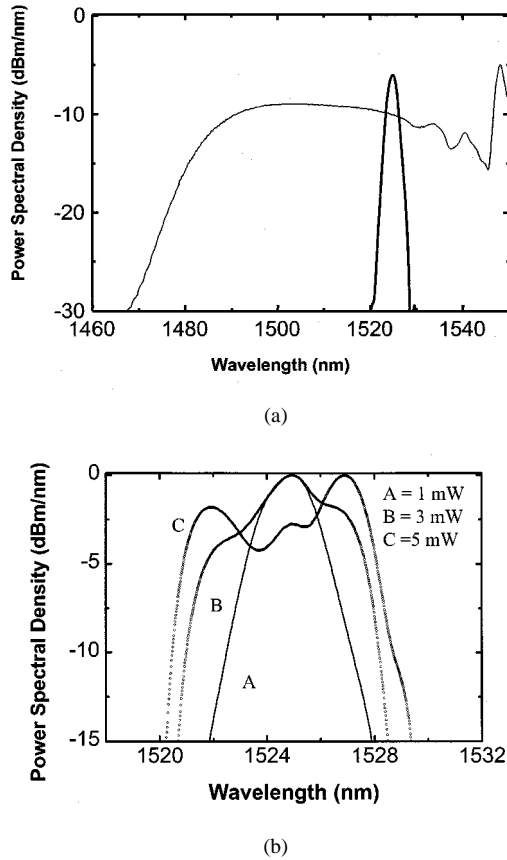 0
-10
-20
-30
Power Spectral Density (dBm/nm)
1460 1480 1500 1520 1540
Wavelength (nm)
(a)
0
-5
-10
-15
Power Spectral Density (dBm/nm)
A = 1 mW
B = 3 mW
C =5 mW
C
B
A
1520 1524 1528 1532
Wavelength (nm)
(b)